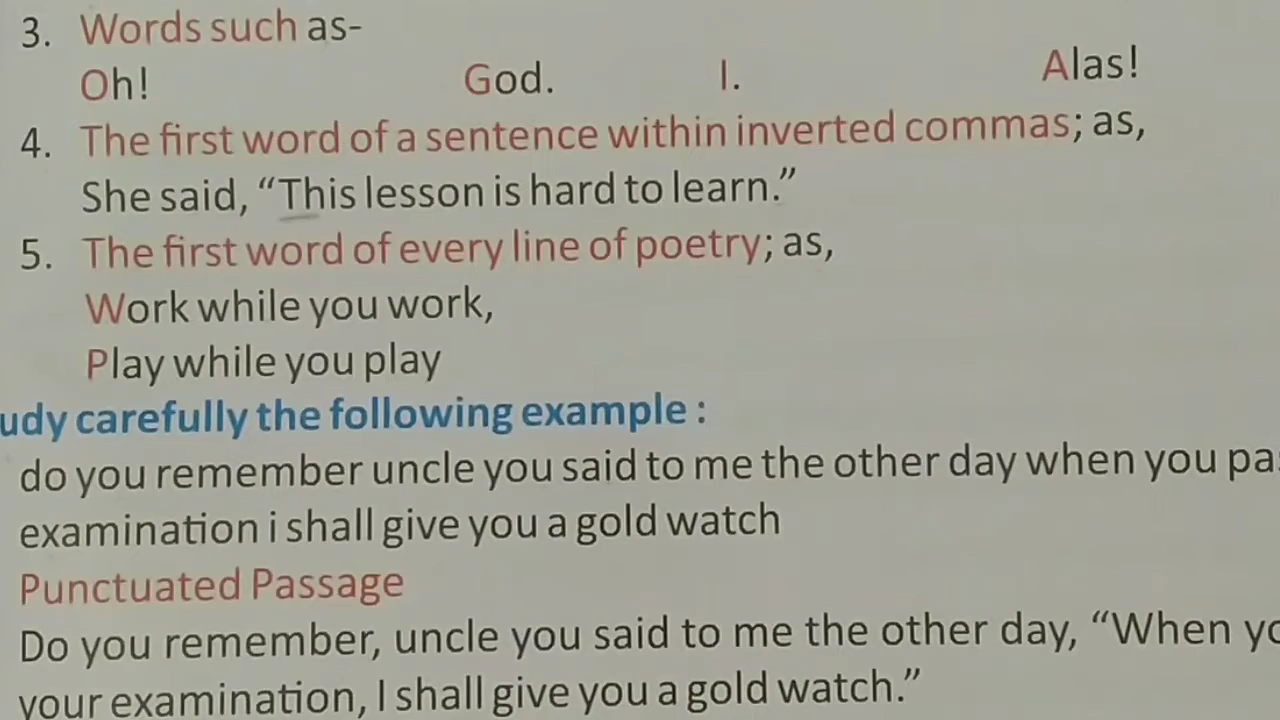 3. Words such as-
Oh! God. I. Alas!
4. The first word of a sentence within inverted commas; as,
She said, “This lesson is hard to learn.”
5. The first word of every line of poetry; as,
Work while you work,
Play while you play
udy carefully the following example :
do you remember uncle you said to me the other day when you pa
examination i shall give you a gold watch
Punctuated Passage
Do you remember, uncle you said to me the other day, “When yo
your examination, I shall give you a gold watch.”